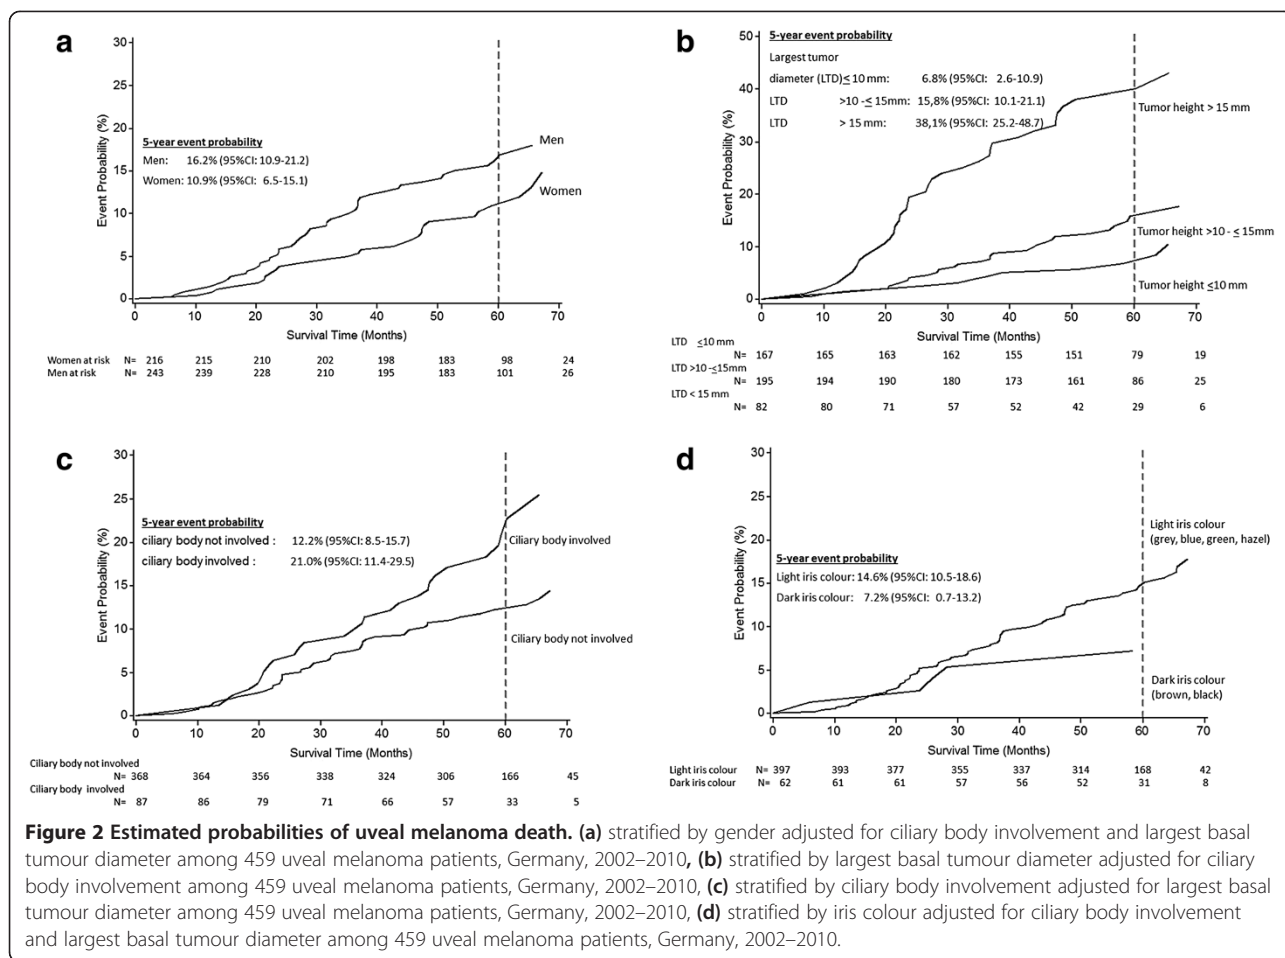 a
30
25
20
15
10
5
0
Event Probability (%)
5-year event probability
Men: 16.2% (95%CI: 10.9-21.2)
Women: 10.9% (95%CI: 6.5-15.1)
Men
Women
0 10 20 30 40 50 60 70
Survival Time (Months)
Women at risk N= 216 215 210 202 198 183 98 24
Men at risk N= 243 239 228 210 195 183 101 26
b
50
40
30
20
10
0
Event Probability (%)
5-year event probability
Largest tumor
diameter (LTD)≤ 10 mm: 6.8% (95%CI: 2.6-10.9)
LTD >10 -≤ 15mm: 15,8% (95%CI: 10.1-21.1)
LTD > 15 mm: 38,1% (95%CI: 25.2-48.7)
Tumor height > 15 mm
Tumor height >10 - ≤ 15mm
Tumor height ≤10 mm
0 10 20 30 40 50 60 70
Survival Time (Months)
LTD ≤10 mm
N= 167 165 163 162 155 151 79 19
LTD >10 -≤15mm
N= 195 194 190 180 173 161 86 25
LTD < 15 mm
N= 82 80 71 57 52 42 29 6
c
30
25
20
15
10
5
0
Event Probability (%)
5-year event probability
ciliary body not involved : 12.2% (95%CI: 8.5-15.7)
ciliary body involved : 21.0% (95%CI: 11.4-29.5)
Ciliary body involved
Ciliary body not involved
0 10 20 30 40 50 60 70
Survival Time (Months)
Ciliary body not involved
N= 368 364 356 338 324 306 166 45
Ciliary body involved
N= 87 86 79 71 66 57 33 5
d
30
25
20
15
10
5
0
Event Probability (%)
5-year event probability
Light iris colour: 14.6% (95%CI: 10.5-18.6)
Dark iris colour: 7.2% (95%CI: 0.7-13.2)
Light iris colour
(grey, blue, green, hazel)
Dark iris colour
(brown, black)
0 10 20 30 40 50 60 70
Survival Time (Months)
Light iris colour N= 397 393 377 355 337 314 168 42
Dark iris colour N= 62 61 61 57 56 52 31 8
Figure 2 Estimated probabilities of uveal melanoma death. (a) stratified by gender adjusted for ciliary body involvement and largest basal
tumour diameter among 459 uveal melanoma patients, Germany, 2002–2010, (b) stratified by largest basal tumour diameter adjusted for ciliary
body involvement among 459 uveal melanoma patients, Germany, 2002–2010, (c) stratified by ciliary body involvement adjusted for largest basal
tumour diameter among 459 uveal melanoma patients, Germany, 2002–2010, (d) stratified by iris colour adjusted for ciliary body involvement
and largest basal tumour diameter among 459 uveal melanoma patients, Germany, 2002–2010.